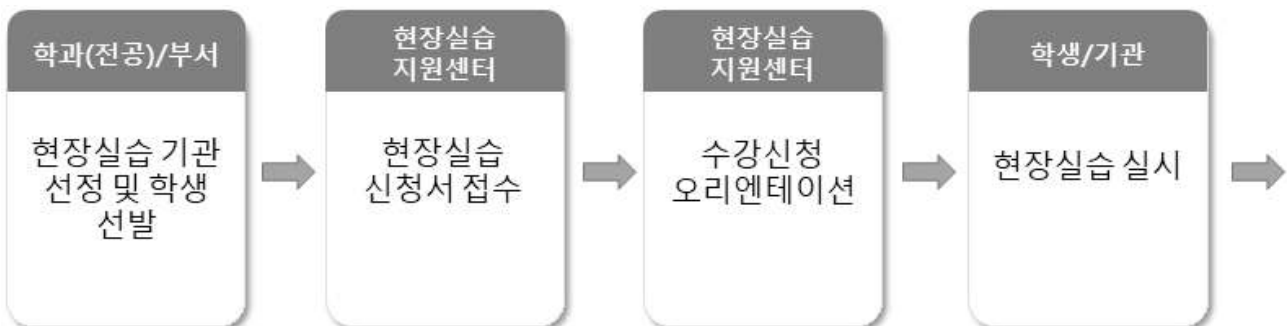 학과(전공)/부서
현장실습 기관
선정 및 학생
선발
현장실습
지원센터
현장실습
신청서 접수
현장실습
지원센터
수강신청
오리엔테이션
학생/기관
현장실습 실시